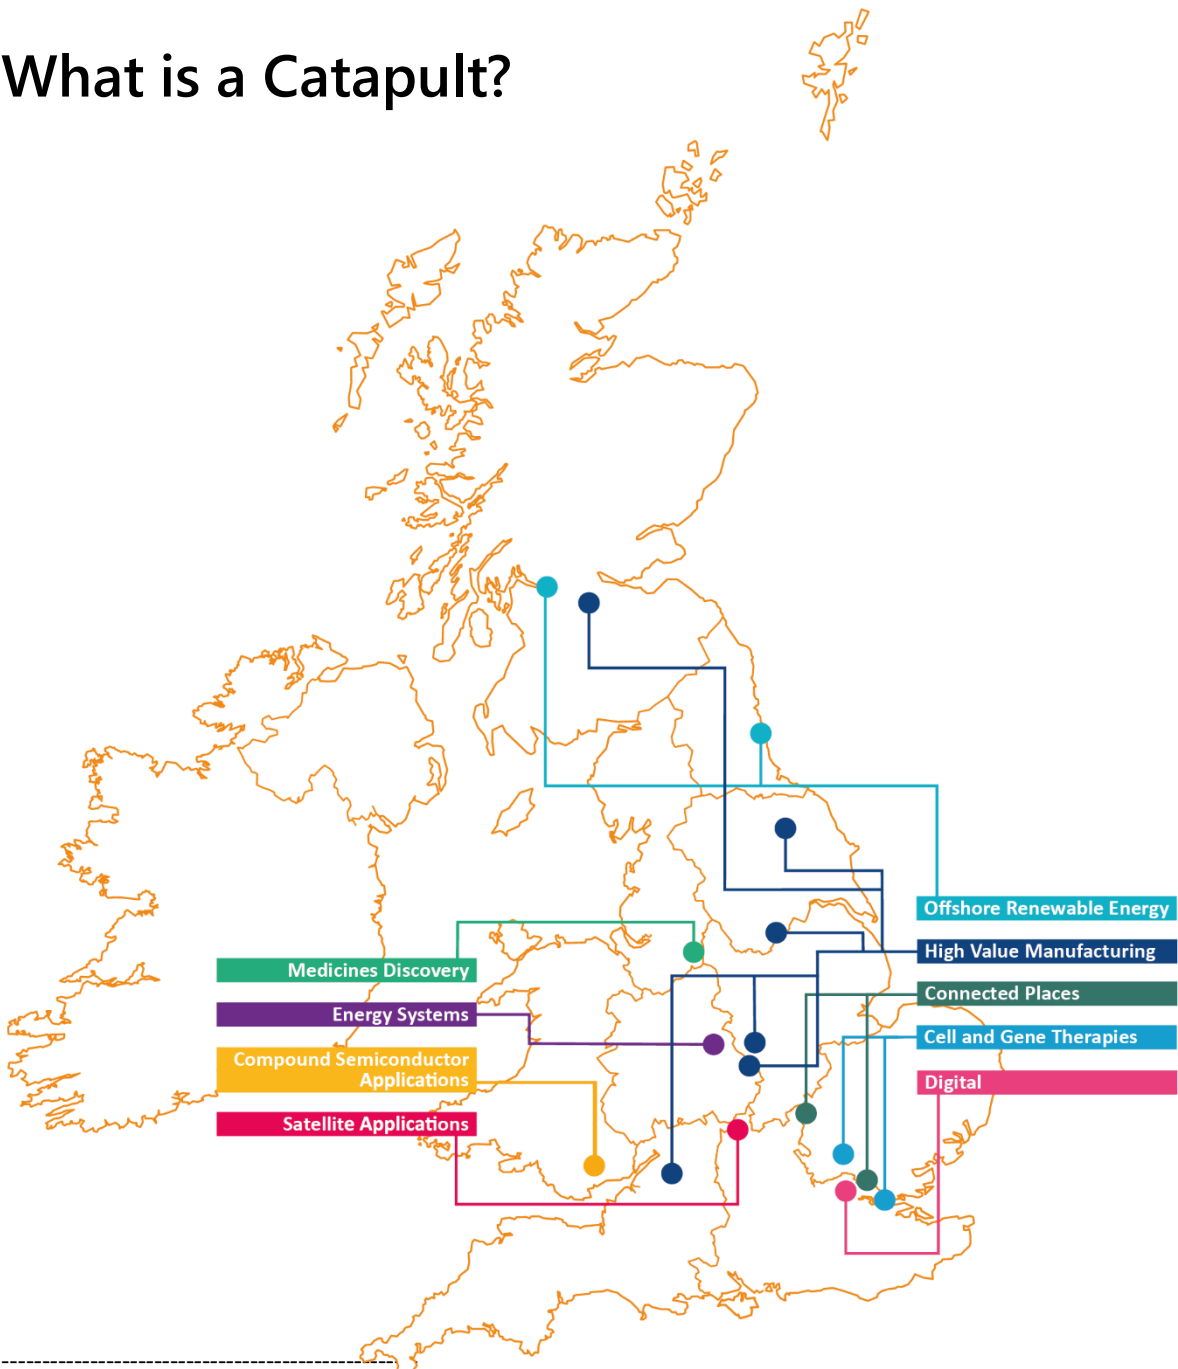 What is a Catapult?
Offshore Renewable Energy
High Value Manufacturing
Medicines Discovery
Connected Places
Energy Systems
Cell and Gene Therapies
Compound Semiconductor
Applications
Digital
Satellite Applications